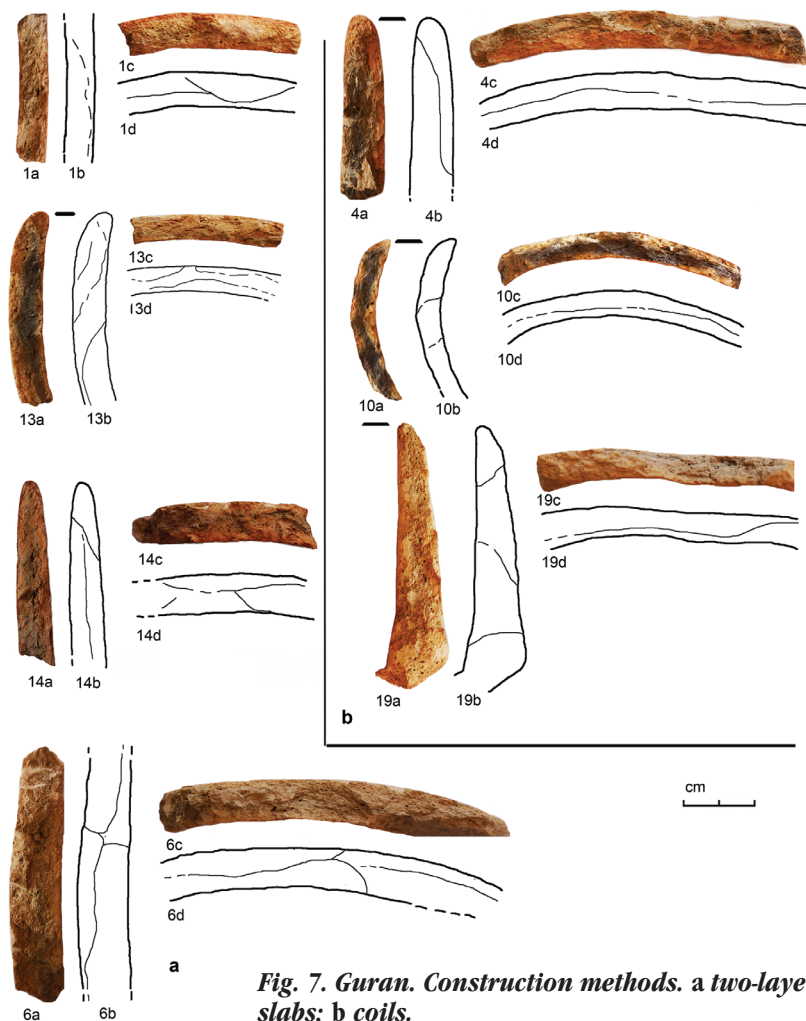 1a
1b
1c
1d
4a
4b
4c
4d
13a
13b
13c
13d
10a
10b
10c
10d
14a
14b
14c
14d
19a
19b
19c
19d
b
cm
6a
6b
6c
6d
a
Fig. 7. Guran. Construction methods. a two-laye
slabs; b coils.